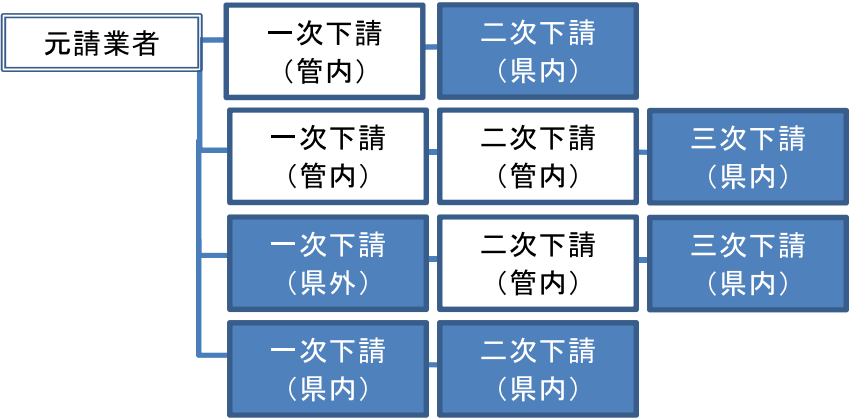 元請業者
一次下請
（管内）
二次下請
（県内）
一次下請
（管内）
二次下請
（管内）
三次下請
（県内）
一次下請
（県外）
二次下請
（管内）
三次下請
（県内）
一次下請
（県内）
二次下請
（県内）